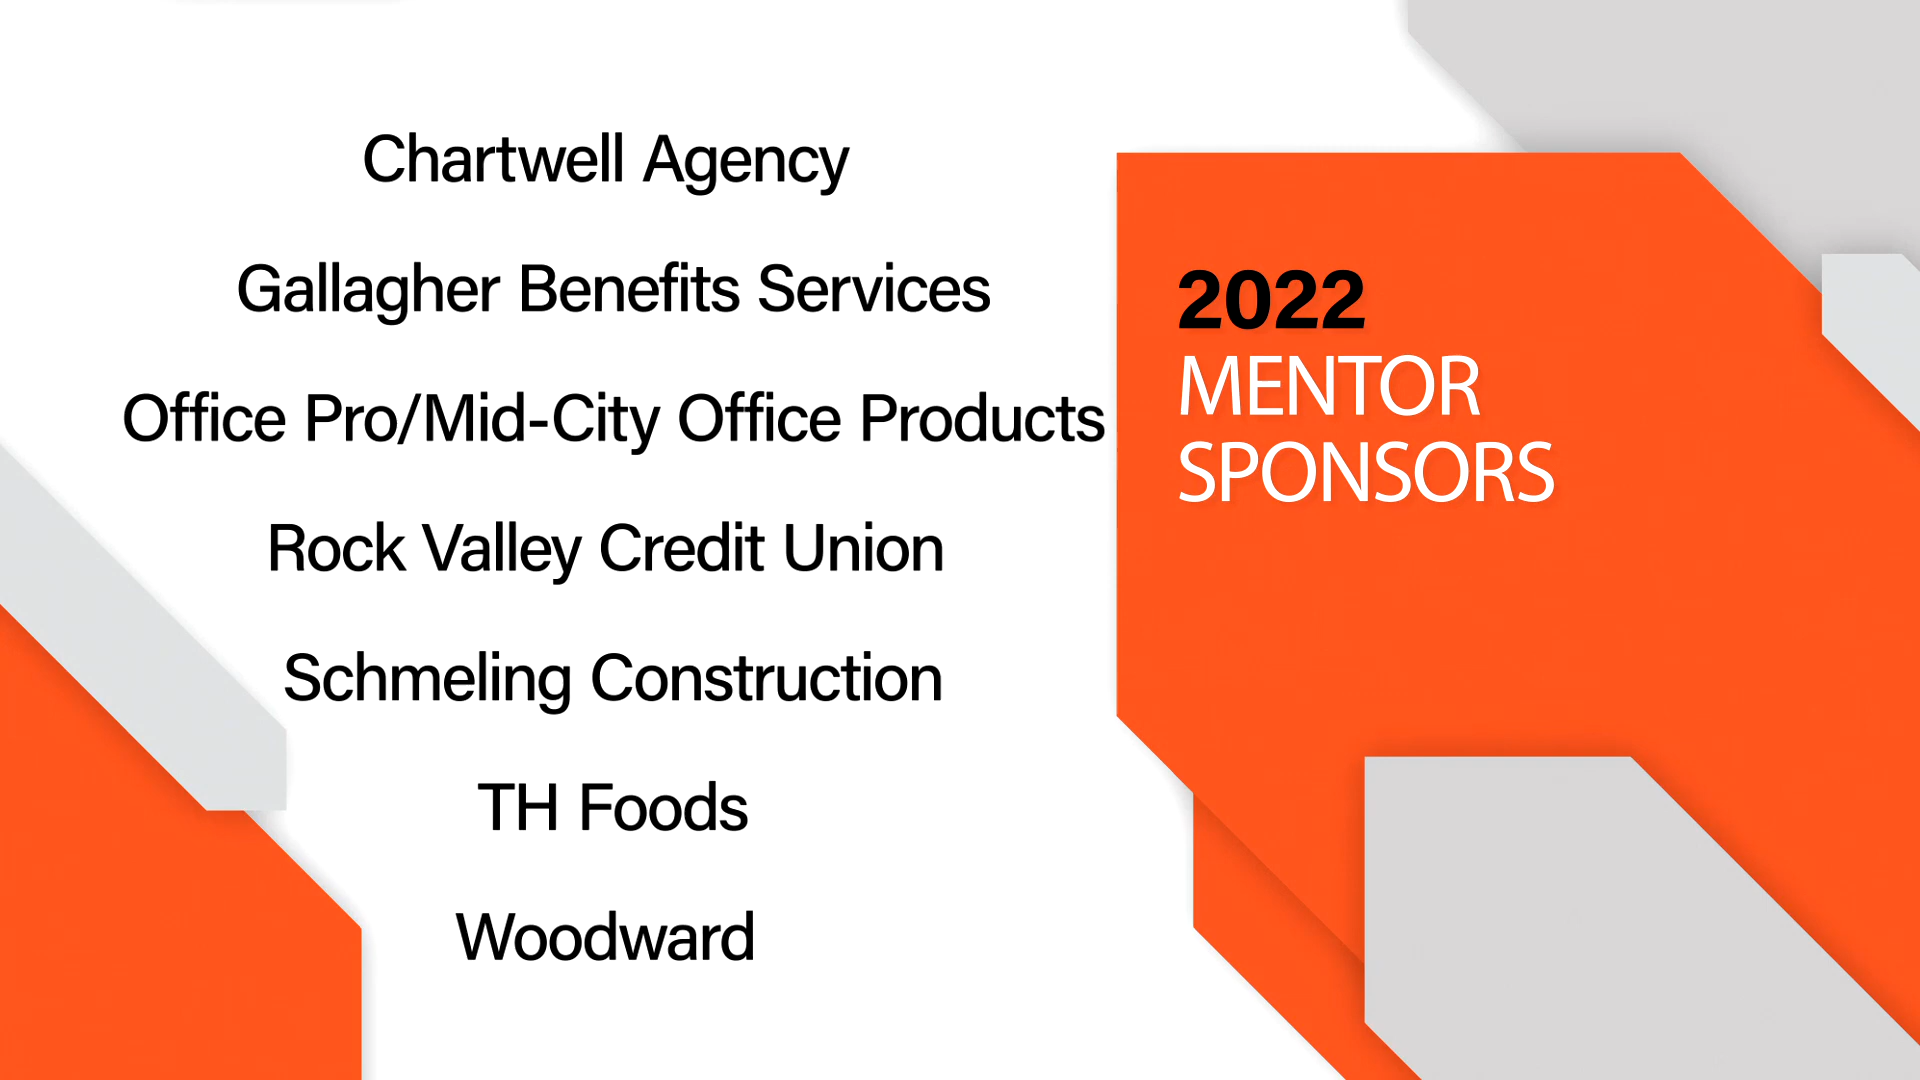 Chartwell Agency
Gallagher Benefits Services
Office Pro/Mid-City Office Products
Rock Valley Credit Union
Schmeling Construction
TH Foods
Woodward
2022
MENTOR
SPONSORS